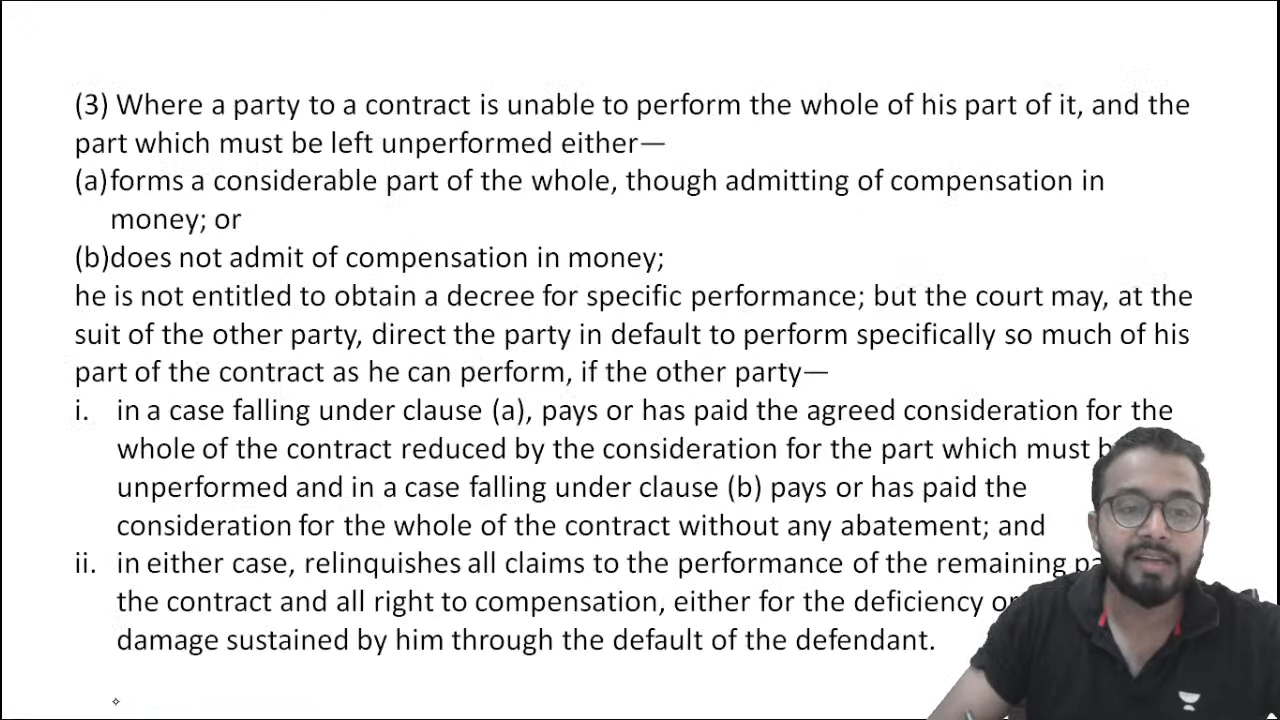 (3) Where a party to a contract is unable to perform the whole of his part of it, and the
part which must be left unperformed either—
(a)forms a considerable part of the whole, though admitting of compensation in
money; or
(b)does not admit of compensation in money;
he is not entitled to obtain a decree for specific performance; but the court may, at the
suit of the other party, direct the party in default to perform specifically so much of his
part of the contract as he can perform, if the other party—
i. in a case falling under clause (a), pays or has paid the agreed consideration for the
whole of the contract reduced by the consideration for the part which must
unperformed and in a case falling under clause (b) pays or has paid the
consideration for the whole of the contract without any abatement; and
ii. in either case, relinquishes all claims to the performance of the remaining
the contract and all right to compensation, either for the deficiency
damage sustained by him through the default of the defendant.